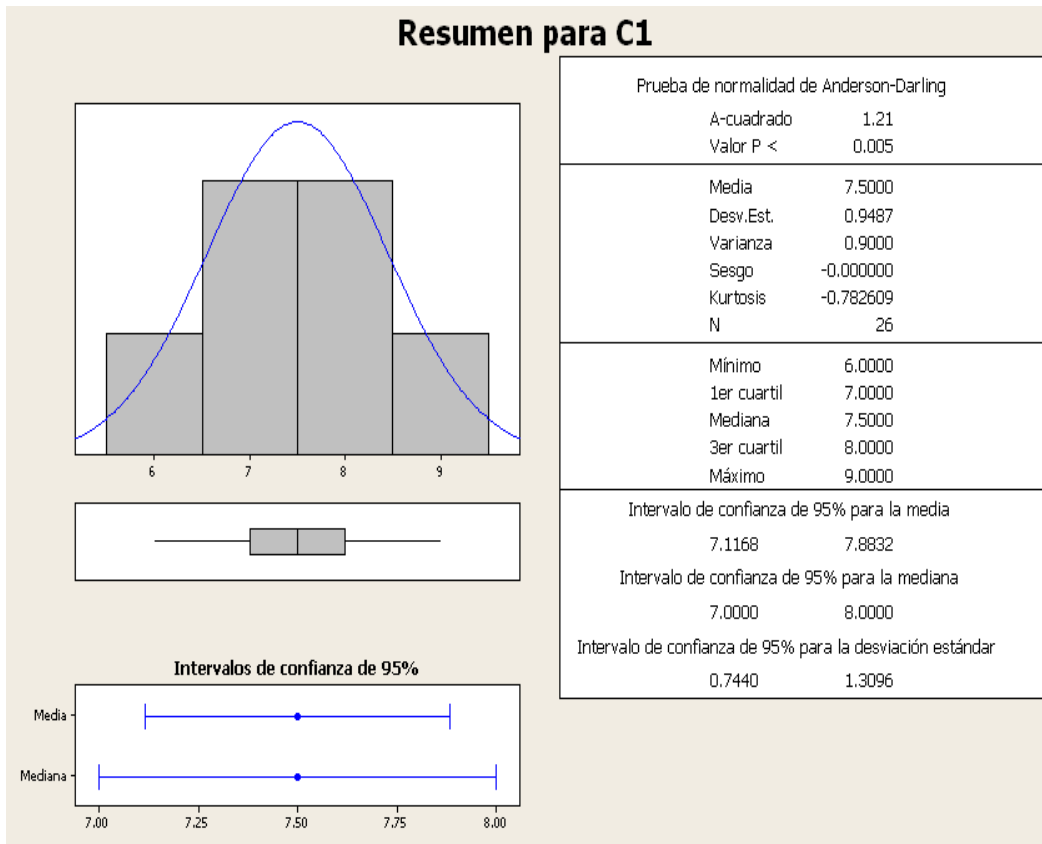 Resumen para C1
6 7 8 9
Intervalos de confianza de 95%
Media
Mediana
7.00 7.25 7.50 7.75 8.00
Prueba de normalidad de Anderson-Darling
A-cuadrado 1.21
Valor P < 0.005
Media 7.5000
Desv.Est. 0.9487
Varianza 0.9000
Sesgo -0.000000
Kurtosis -0.782609
N 26
Mínimo 6.0000
1er cuartil 7.0000
Mediana 7.5000
3er cuartil 8.0000
Máximo 9.0000
Intervalo de confianza de 95% para la media
7.1168 7.8832
Intervalo de confianza de 95% para la mediana
7.0000 8.0000
Intervalo de confianza de 95% para la desviación estándar
0.7440 1.3096